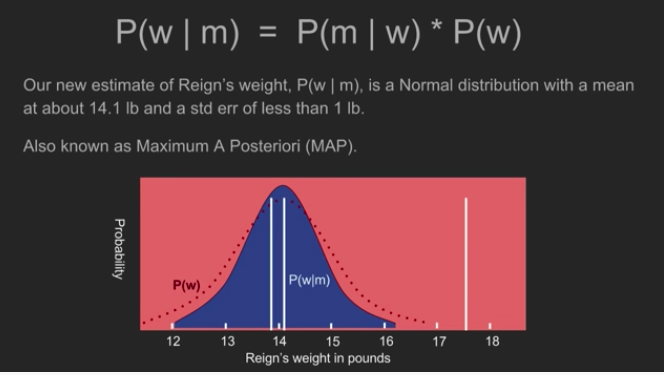 P(w | m) = P(m | w) * P(w)
Our new estimate of Reign's weight, P(w | m), is a Normal distribution with a mean
at about 14.1 lb and a std err of less than 1 lb.
Also known as Maximum A Posteriori (MAP).
Probability
P(w)
P(w|m)
12 13 14 15 16 17 18
Reign's weight in pounds